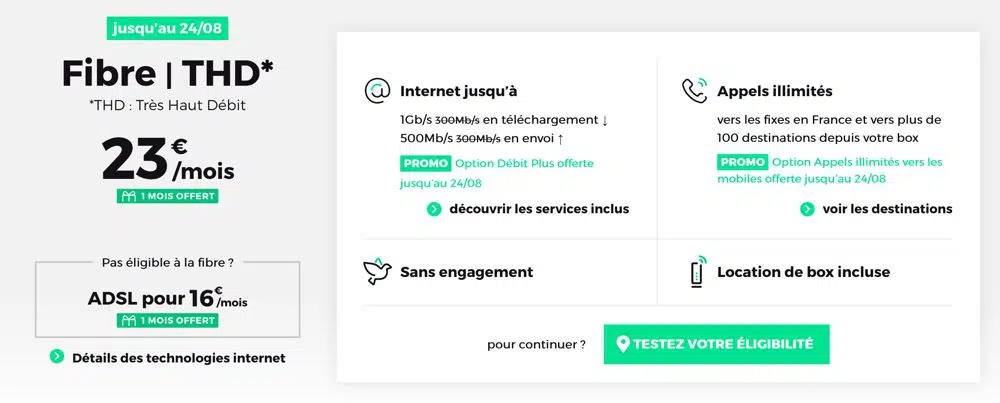 jusqu'au 24/08
Fibre | THD*
*THD : Très Haut Débit
23€/mois
1 MOIS OFFERT
Pas éligible à la fibre ?
ADSL pour 16€/mois
1 MOIS OFFERT
Détails des technologies internet
Internet jusqu'à
1Gb/s 300Mb/s en téléchargement ↓
500Mb/s 300Mb/s en envoi ↑
PROMO Option Débit Plus offerte
jusqu'au 24/08
découvrir les services inclus
Appels illimités
vers les fixes en France et vers plus de
100 destinations depuis votre box
PROMO Option Appels illimités vers les
mobiles offerte jusqu'au 24/08
voir les destinations
Sans engagement
Location de box incluse
pour continuer ?
TESTEZ VOTRE ÉLIGIBILITÉ